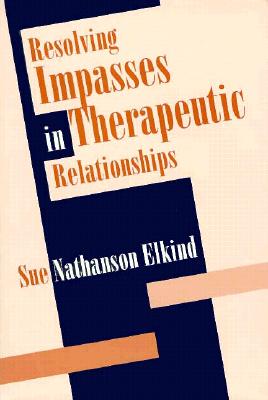 Resolving
Impasses
in Therapeutic
Relationships
Sue Nathanson Elkind